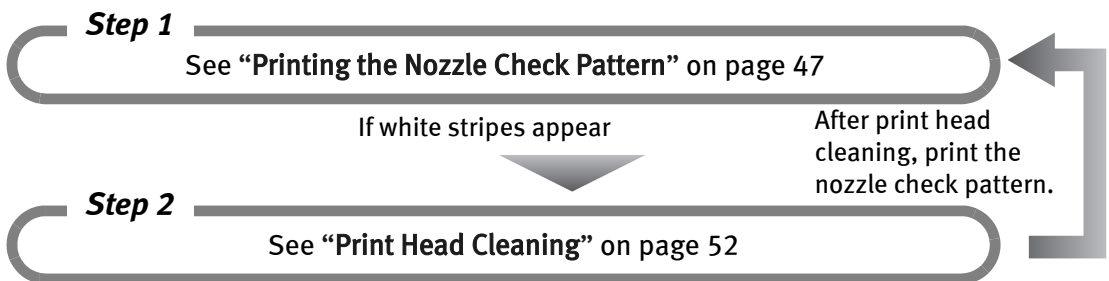 Step 1
See “Printing the Nozzle Check Pattern” on page 47
If white stripes appear
After print head
cleaning, print the
nozzle check pattern.
Step 2
See “Print Head Cleaning” on page 52